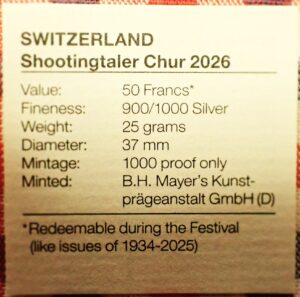 SWITZERLAND
Shootingtaler Chur 2026
Value: 50 Francs*
Fineness: 900/1000 Silver
Weight: 25 grams
Diameter: 37 mm
Mintage: 1000 proof only
Minted: B.H. Mayer's Kunst-
prägeanstalt GmbH (D)
*Redeemable during the Festival
(like issues of 1934-2025)